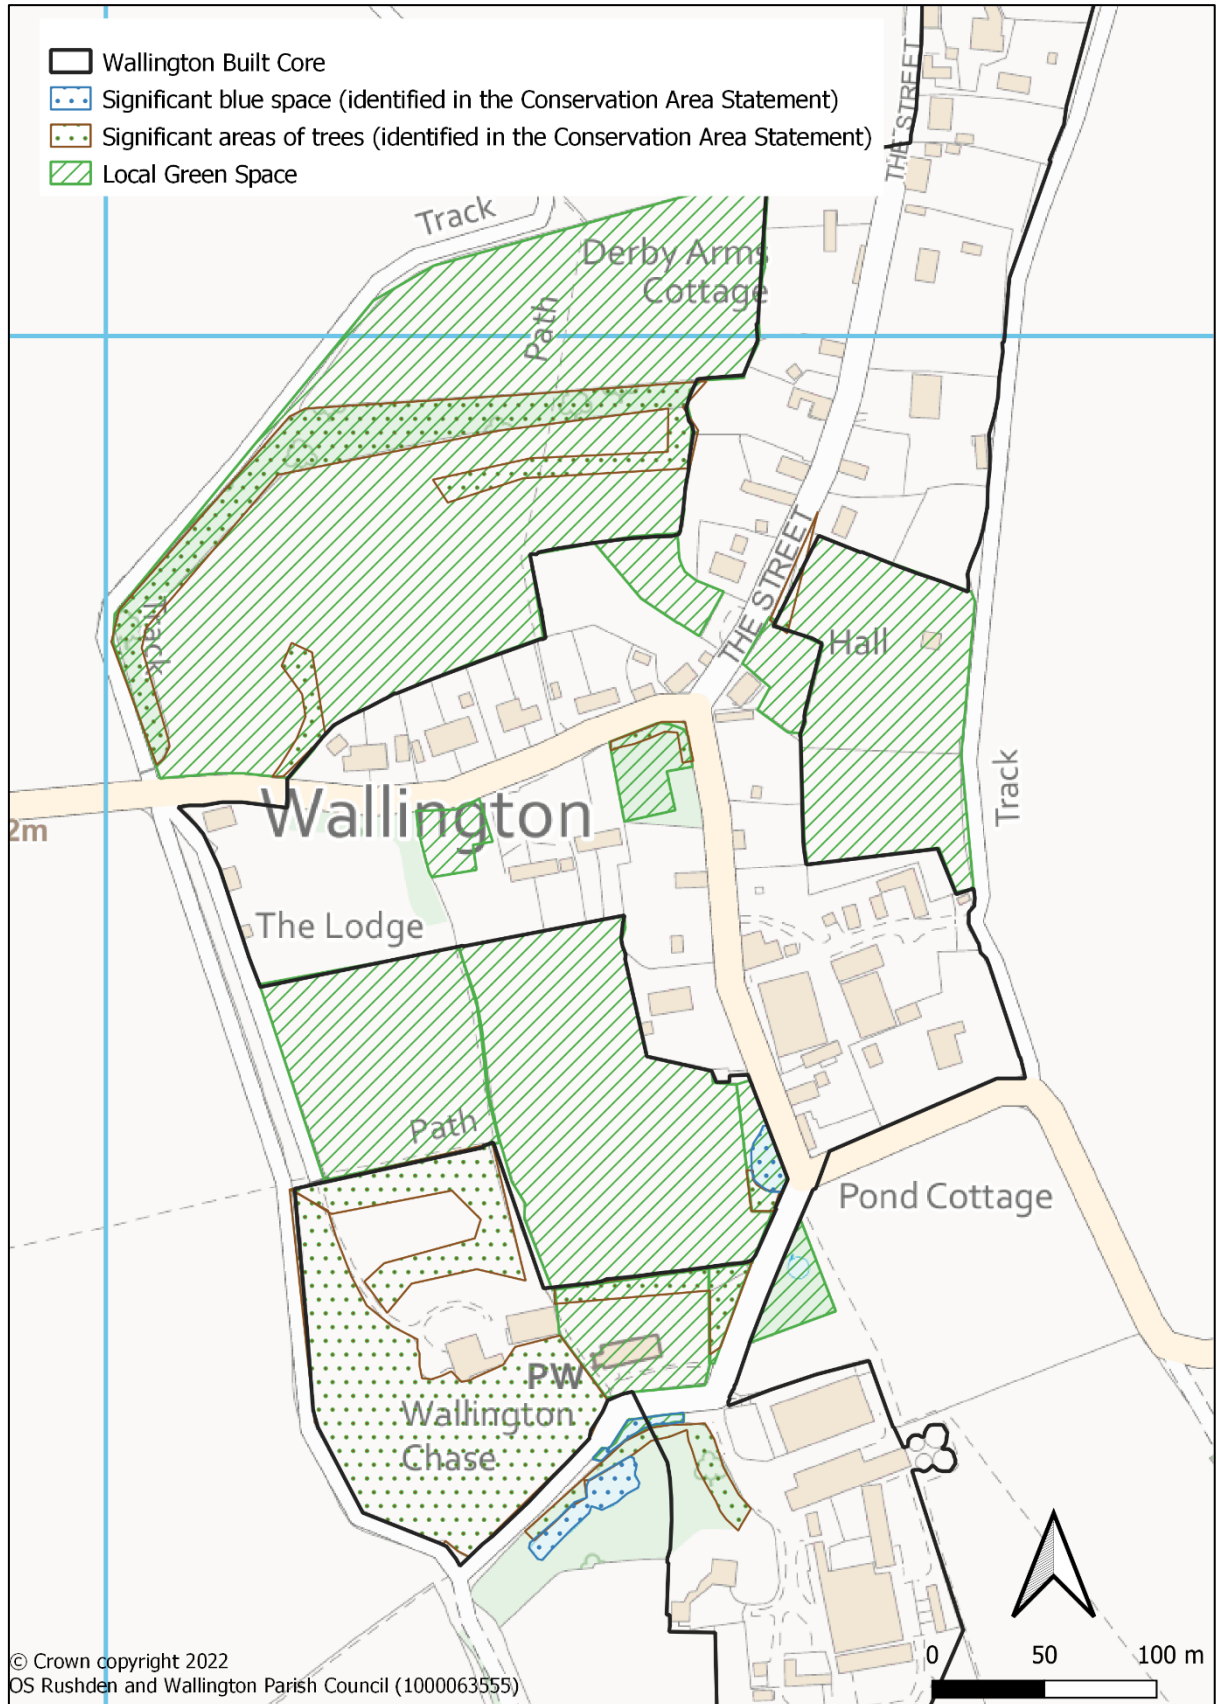 Wallington Built Core
Significant blue space (identified in the Conservation Area Statement)
Significant areas of trees (identified in the Conservation Area Statement)
Local Green Space
THE STREET
THE STREET
Track
Derby Arms
Cottage
Path
Track
THE STREET
Hall
Track
Wallington
2m
The Lodge
Path
Pond Cottage
PW
Wallington
Chase
0 50 100 m
© Crown copyright 2022
OS Rushden and Wallington Parish Council (1000063555)